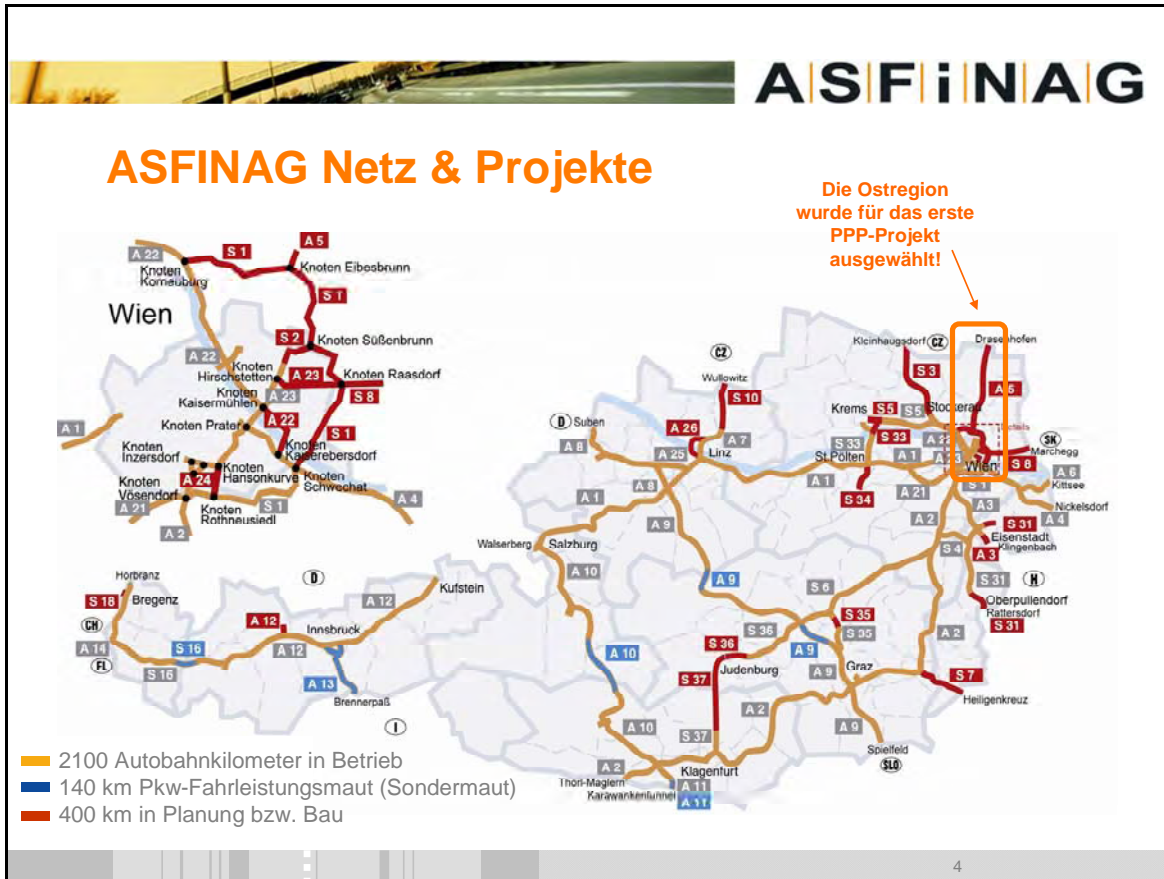 A|S|F|i|N|A|G
ASFINAG Netz & Projekte
Die Ostregion
wurde für das erste
PPP-Projekt
ausgewählt!
A 22
S 1
A 5
Knoten Eibesbrunn
Knoten
Korneuburg
S 1
Wien
S 2
Knoten Süßenbrunn
A 22
Knoten
Hirschstetten
A 23
Knoten Raasdorf
A 23
S 8
Knoten
Kaisermühlen
A 22
A 1
Knoten Prater
S 1
Knoten
Kaiserebersdorf
Knoten
Inzersdorf
Knoten
Hansonkurve
Knoten
Schwechat
A 24
Knoten
Vösendorf
A 4
A 21
Knoten
Rothneusiedl
S 1
A 2
Kleinhaugsdorf
CZ
Drasenhofen
CZ
Wullowitz
S 3
A 5
S 10
Krems
S 5
S 5
Stockerau
D
Suben
A 26
A 7
S 33
S 33
A 22
SK
Marchegg
A 8
A 25
Linz
St.Pölten
A 1
A 23
Wien
S 8
A 6
Kittsee
A 8
A 1
S 34
A 21
S 1
A 1
A 3
A 4
Nickelsdorf
A 9
A 2
S 31
Eisenstadt
Klingenbach
Walserberg
Salzburg
S 4
A 3
A 10
A 9
S 6
S 31
H
Oberpullendorf
Rattersdorf
S 31
S 35
S 35
S 36
S 36
A 2
A 10
Judenburg
A 9
Graz
S 37
A 9
S 7
Heiligenkreuz
A 2
A 10
S 37
A 9
Spielfeld
SLO
A 2
Klagenfurt
Thörl-Maglern
A 11
Karawankentunnel
A 11
Hörbranz
D
Kufstein
S 18
Bregenz
A 12
A 12
CH
Innsbruck
A 14
S 16
A 12
FL
S 16
A 13
Brennerpaß
I
2100 Autobahnkilometer in Betrieb
140 km Pkw-Fahrleistungsmaut (Sondermaut)
400 km in Planung bzw. Bau
4